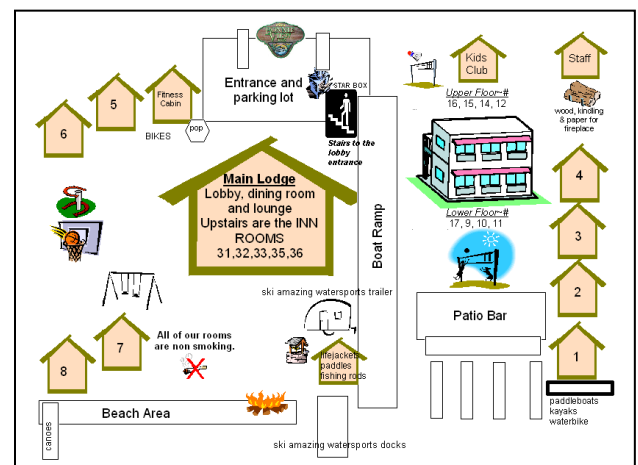 BONNIE VIEW
Entrance and
parking lot
STAR BOX
Stairs to the
lobby
entrance
Kids
Club
Staff
Upper Floor~#
16, 15, 14, 12
wood, kindling
& paper for
fireplace
5
Fitness
Cabin
6
BIKES
pop
Main Lodge
Lobby, dining room
and lounge
Upstairs are the INN
ROOMS
31,32,33,35,36
Boat Ramp
Lower Floor~#
17, 9, 10, 11
4
3
2
1
Patio Bar
ski amazing watersports trailer
All of our rooms
are non smoking.
7
8
lifejackets
paddles
fishing rods
paddleboats
kayaks
waterbike
Beach Area
canoes
ski amazing watersports docks